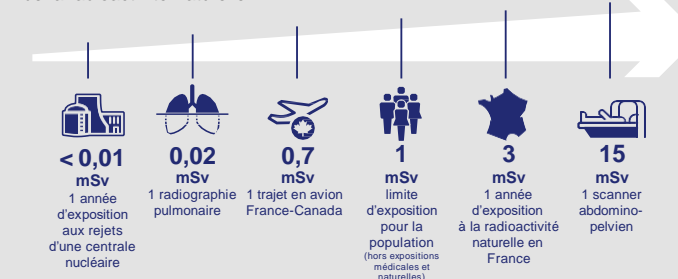 < 0,01
mSv
1 année
d'exposition
aux rejets
d'une centrale
nucléaire
0,02
mSv
1 radiographie
pulmonaire
0,7
mSv
1 trajet en avion
France-Canada
1
mSv
limite
d'exposition
pour la
population
(hors expositions
médicales et
naturelles)
3
mSv
1 année
d'exposition
à la radioactivité
naturelle en
France
15
mSv
1 scanner
abdomino-
pelvien